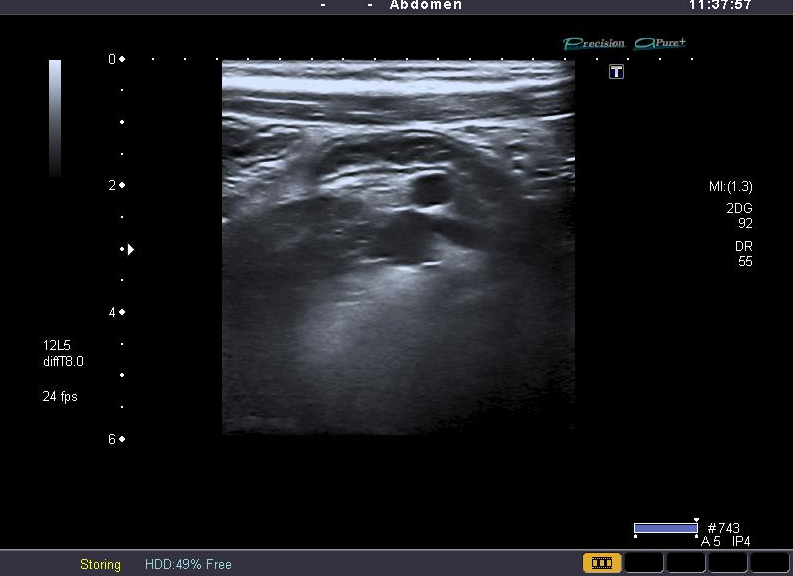 - - Abdomen 11:37:57
Precision APure+
T
0
2
4
6
MI:(1.3)
2DG
92
DR
55
12L5
diffT8.0
24 fps
#743
A 5 IP4
Storing HDD:49% Free